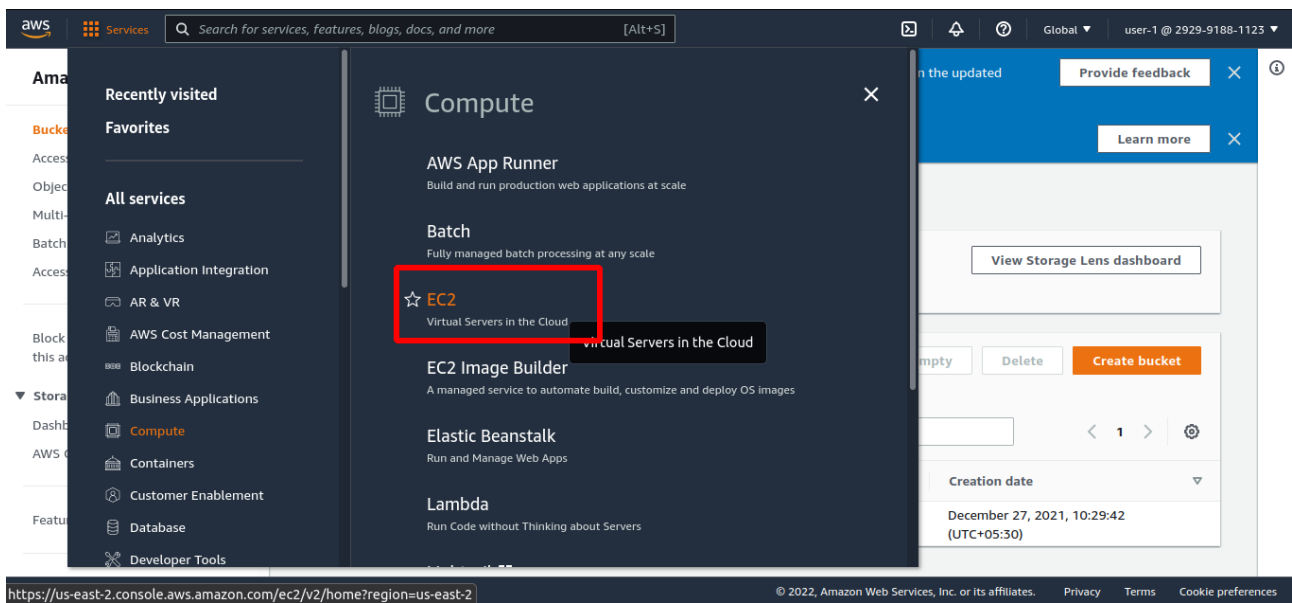 aws
Services
Search for services, features, blogs, docs, and more [Alt+S]
Global ▼
user-1 @ 2929-9188-1123 ▼
Ama
Bucke
Access
Objec
Multi-
Batch
Access
Block
this a
▼ Stora
Dashb
AWS
Featu
Recently visited
Favorites
All services
Analytics
Application Integration
AR & VR
AWS Cost Management
Blockchain
Business Applications
Compute
Containers
Customer Enablement
Database
Developer Tools
Compute
AWS App Runner
Build and run production web applications at scale
Batch
Fully managed batch processing at any scale
EC2
Virtual Servers in the Cloud
Virtual Servers in the Cloud
EC2 Image Builder
A managed service to automate build, customize and deploy OS images
Elastic Beanstalk
Run and Manage Web Apps
Lambda
Run Code without Thinking about Servers
n the updated
Provide feedback
Learn more
View Storage Lens dashboard
mpty
Delete
Create bucket
1
Creation date
December 27, 2021, 10:29:42
(UTC+05:30)
https://us-east-2.console.aws.amazon.com/ec2/v2/home?region=us-east-2
© 2022, Amazon Web Services, Inc. or its affiliates.
Privacy
Terms
Cookie preferences